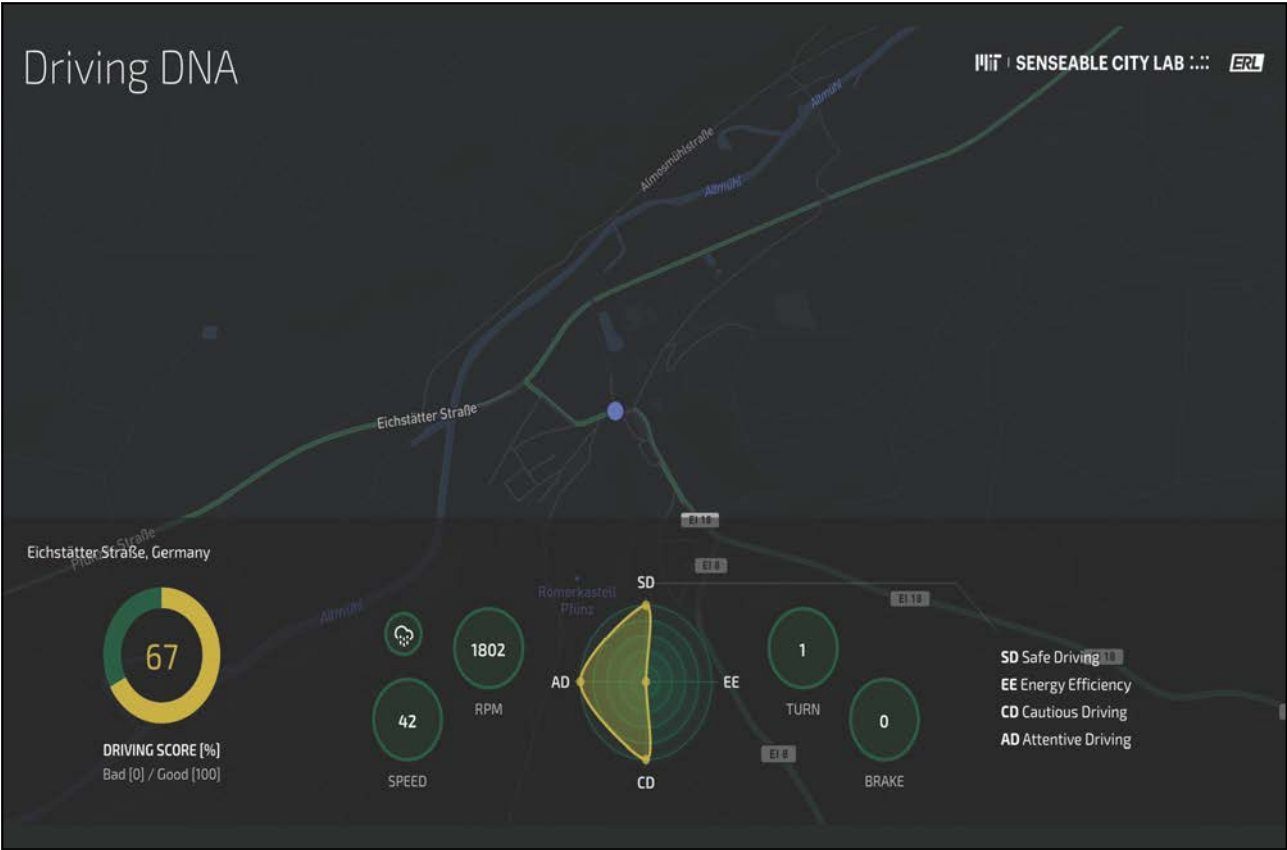 Driving DNA
MIT SENSEABLE CITY LAB ERL
Altmühl
Almosmühlstraße
Altmühl
Eichstätter Straße
EI 18
Eichstätter Straße, Germany
Pfünzer Straße
EI 8
Römerkastell
Pfünz
SD
EI 18
Altmühl
67
1802
RPM
42
SPEED
AD
EE
CD
1
TURN
0
BRAKE
EI 8
SD Safe Driving 18
EE Energy Efficiency
CD Cautious Driving
AD Attentive Driving
DRIVING SCORE [%]
Bad [0] / Good [100]